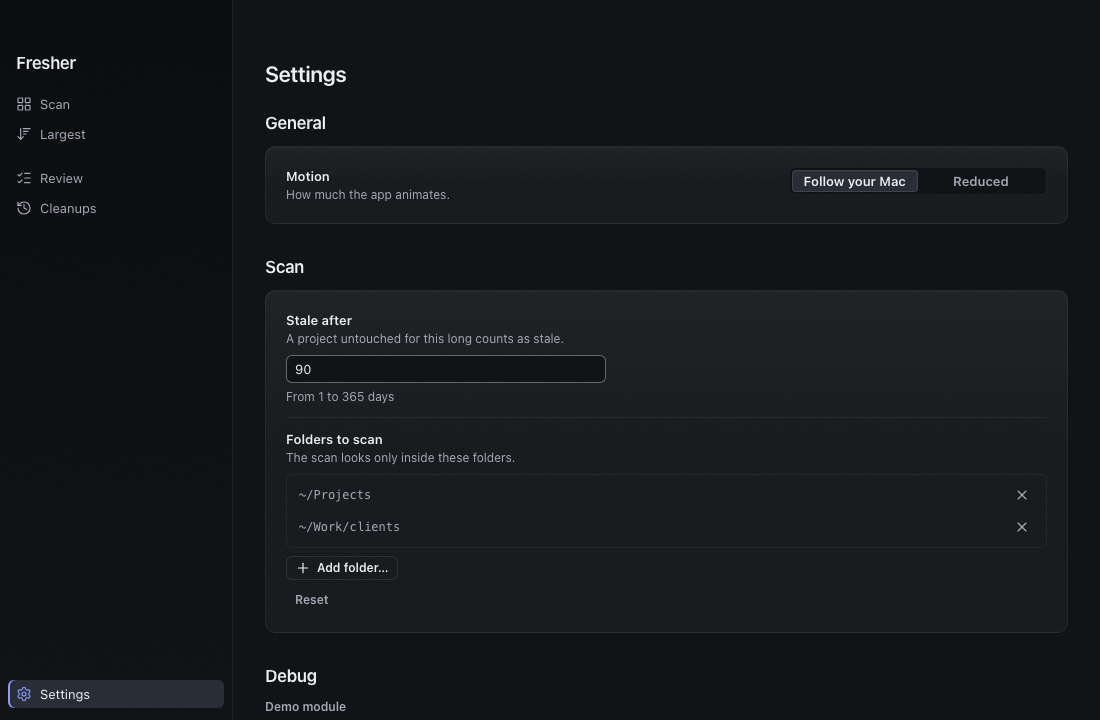 Fresher
Scan
Largest
Review
Cleanups
Settings
Settings
General
Motion
How much the app animates.
Follow your Mac
Reduced
Scan
Stale after
A project untouched for this long counts as stale.
90
From 1 to 365 days
Folders to scan
The scan looks only inside these folders.
~/Projects
~/Work/clients
Add folder...
Reset
Debug
Demo module